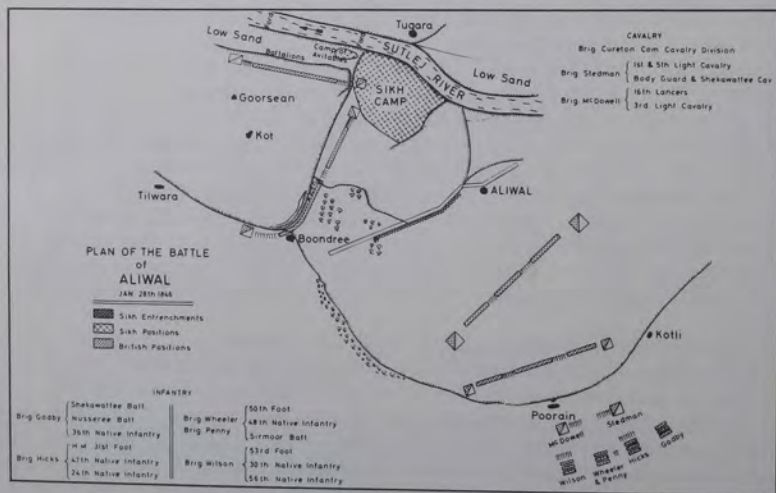 Tugara
Low Sand
Ford
SUTLEJ RIVER
Low Sand
Camp of
Avitabiles
Battalions
SIKH
CAMP
Goorsean
Kot
Tilwara
ALIWAL
Boondree
CAVALRY
Brig Cureton Com Cavalry Division
Brig Stedman
1st & 5th Light Cavalry
Body Guard & Shekawattee Cav
Brig McDowell
16th Lancers
3rd Light Cavalry
PLAN OF THE BATTLE
of
ALIWAL
JAN 28th 1846
Sikh Entrenchments
Sikh Positions
British Positions
Kotli
Poorain
McDowell
Stedman
Wilson
Wheeler
& Penny
Hicks
Godby
INFANTRY
Brig Godby
Shekawattee Batt
Nusseree Batt
36th Native Infantry
Brig Hicks
H.M. 31st Foot
47th Native Infantry
24th Native Infantry
Brig Wheeler
Brig Penny
50th Foot
48th Native Infantry
Sirmoor Batt
Brig Wilson
53rd Foot
30th Native Infantry
56th Native Infantry